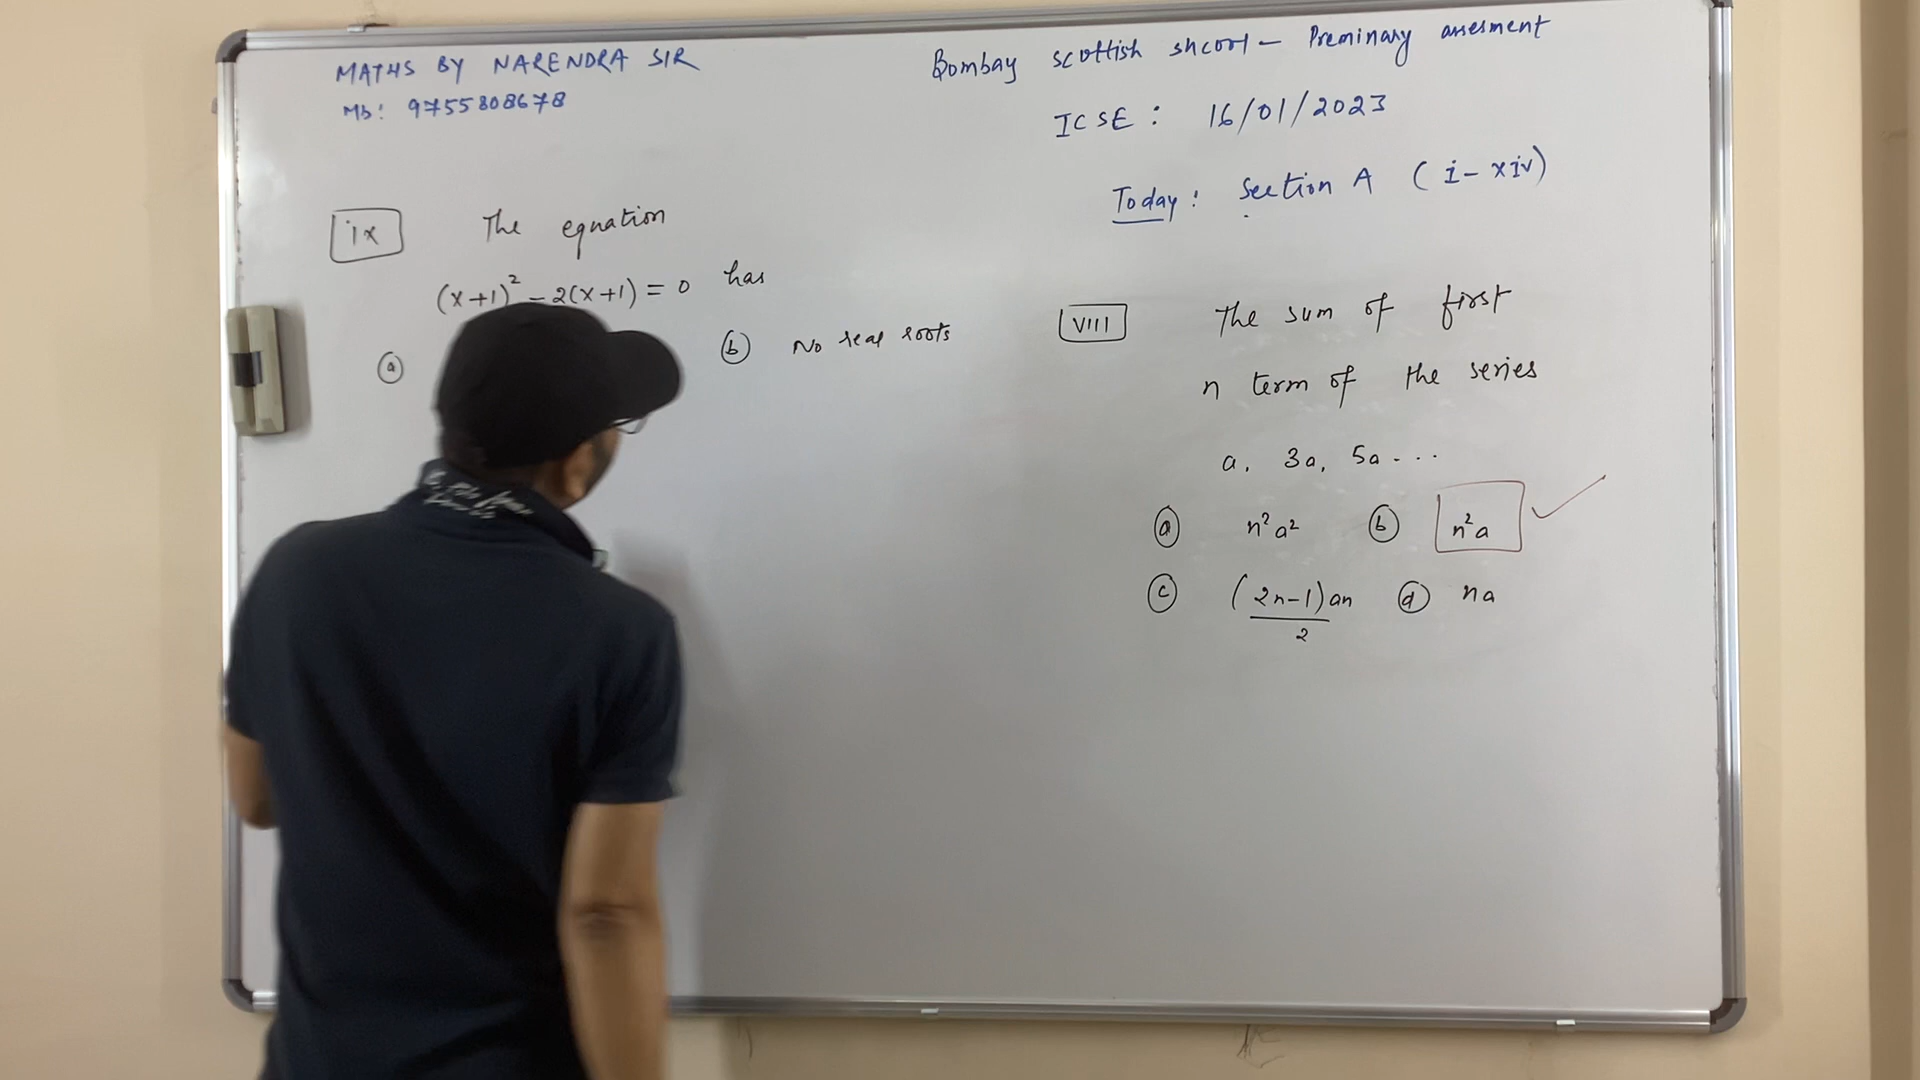 MATHS BY NARENDRA SIR
Mb: 9755808678
Bombay scottish shcool - Preminary assesment
ICSE : 16/01/2023
Today : Section A ( i - xiv)
ix The equation
(x+1)² - 2(x+1) = 0 has
a b No real roots
VIII The sum of first
n term of the series
a, 3a, 5a ...
a n²a² b n²a
c (2n-1)an/2 d na